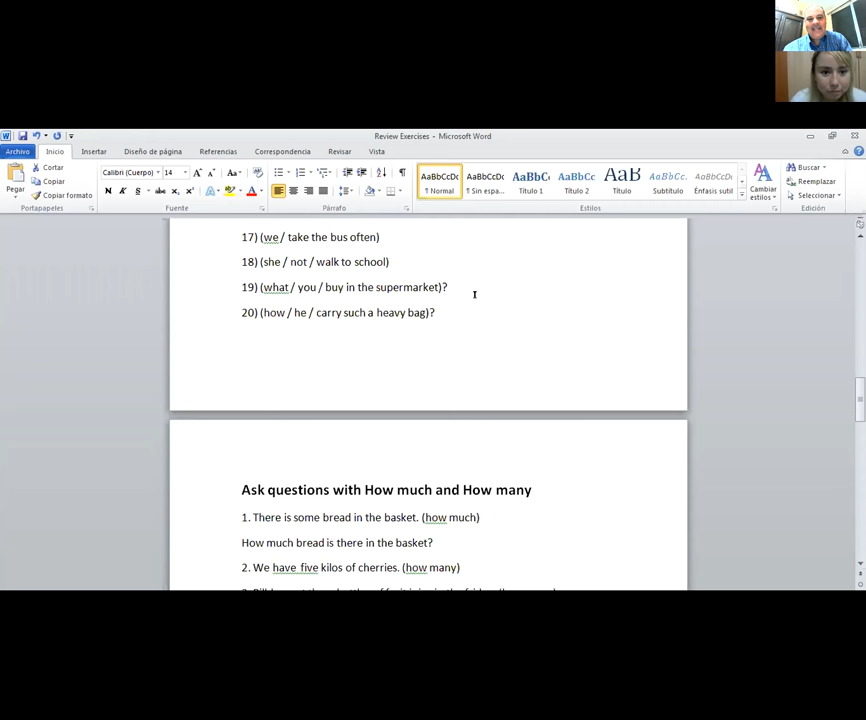 Review Exercises - Microsoft Word
Archivo Inicio Insertar Diseño de página Referencias Correspondencia Revisar Vista
Cortar
Copiar
Copiar formato
Pegar
Portapapeles
Calibri (Cuerpo) 14
Fuente
Párrafo
AaBbCcDc AaBbCcDc AaBbC AaBbCc AaB AaBbCc. AaBbCcDc
¶ Normal ¶ Sin espa... Título 1 Título 2 Título Subtítulo Énfasis sutil
Cambiar estilos
Estilos
Buscar
Reemplazar
Seleccionar
Edición
17) (we / take the bus often)
18) (she / not / walk to school)
19) (what / you / buy in the supermarket)?
20) (how / he / carry such a heavy bag)?
Ask questions with How much and How many
1. There is some bread in the basket. (how much)
How much bread is there in the basket?
2. We have five kilos of cherries. (how many)